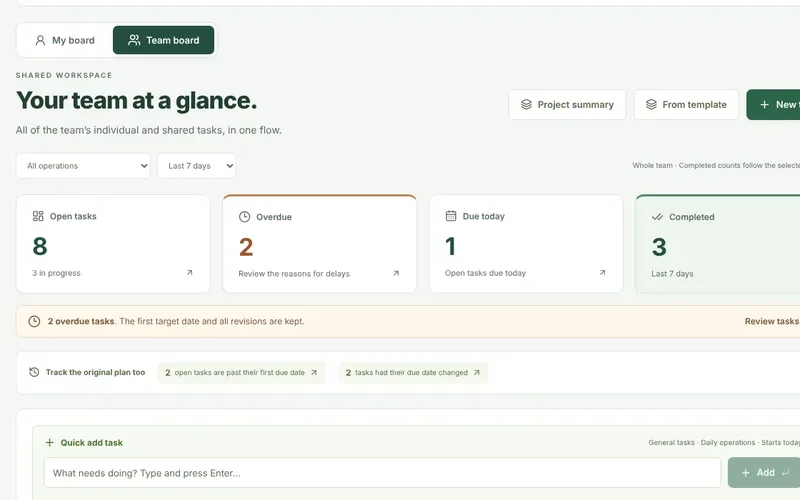 My board
Team board
SHARED WORKSPACE
Your team at a glance.
All of the team's individual and shared tasks, in one flow.
Project summary
From template
New
All operations
Last 7 days
Whole team · Completed counts follow the
Open tasks
8
3 in progress
Overdue
2
Review the reasons for delays
Due today
1
Open tasks due today
Completed
3
Last 7 days
2 overdue tasks. The first target date and all revisions are kept.
Review tasks
Track the original plan too
2 open tasks are past their first due date
2 tasks had their due date changed
Quick add task
General tasks · Daily operations · Starts today
What needs doing? Type and press Enter...
Add